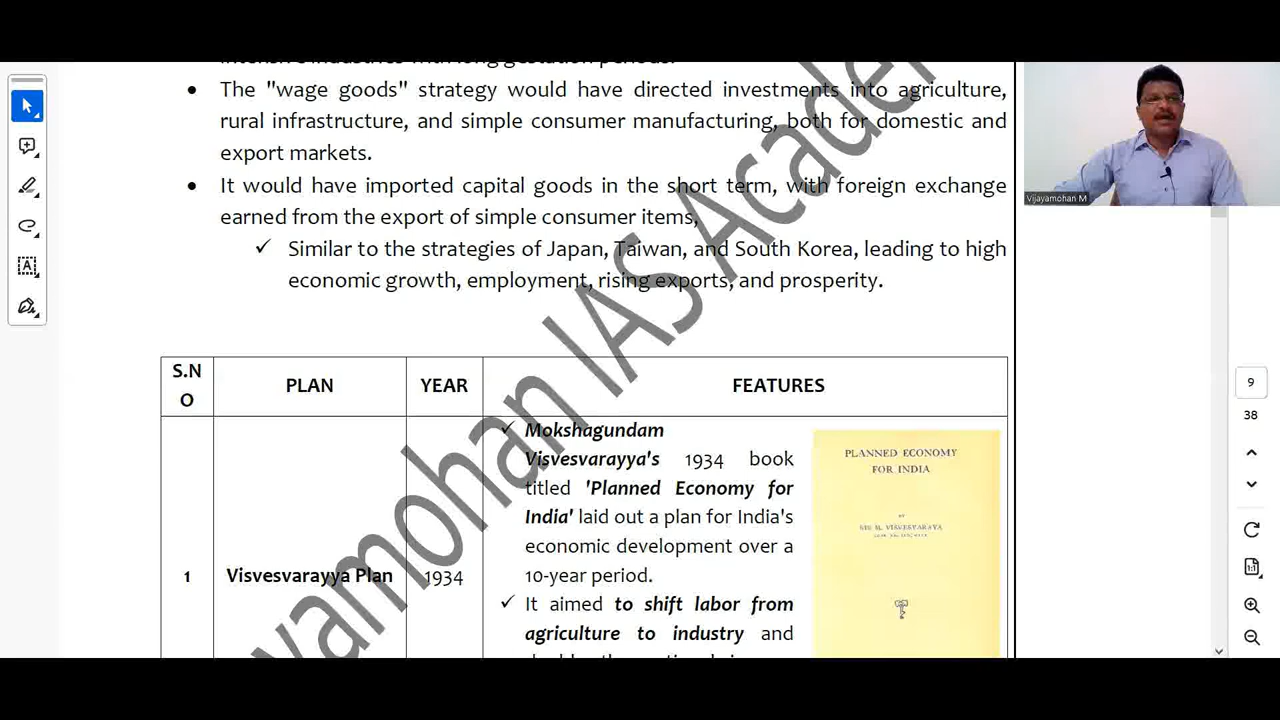 • The "wage goods" strategy would have directed investments into agriculture,
rural infrastructure, and simple consumer manufacturing, both for domestic and
export markets.
• It would have imported capital goods in the short term, with foreign exchange
earned from the export of simple consumer items,
✓ Similar to the strategies of Japan, Taiwan, and South Korea, leading to high
economic growth, employment, rising exports, and prosperity.
Vijayamohan M
S.N
O
PLAN
YEAR
FEATURES
1
Visvesvarayya Plan
1934
✓ Mokshagundam
Visvesvarayya's 1934 book
titled 'Planned Economy for
India' laid out a plan for India's
economic development over a
10-year period.
✓ It aimed to shift labor from
agriculture to industry and
PLANNED ECONOMY
FOR INDIA
BY
SIR M. VISVESVARAYA
vamohan IAS Acade
9
38